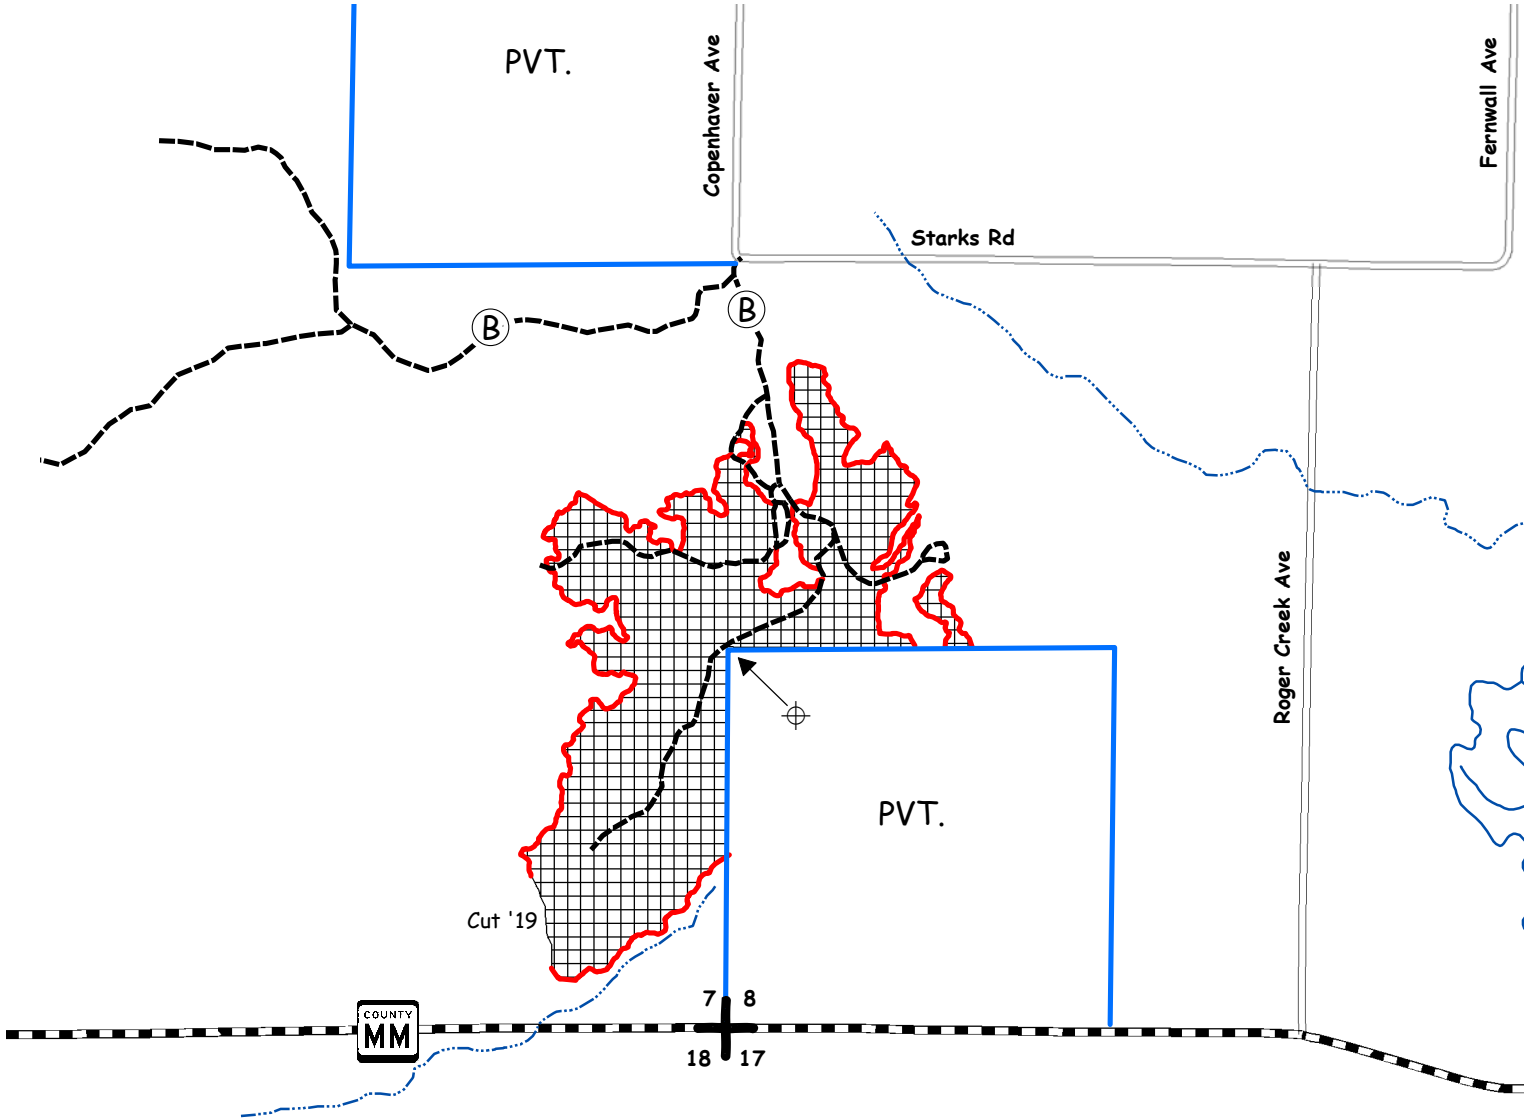 PVT.
Copenhaver Ave
Fernwall Ave
Starks Rd
B
B
Roger Creek Ave
PVT.
Cut '19
7 8
COUNTY
MM
18 17